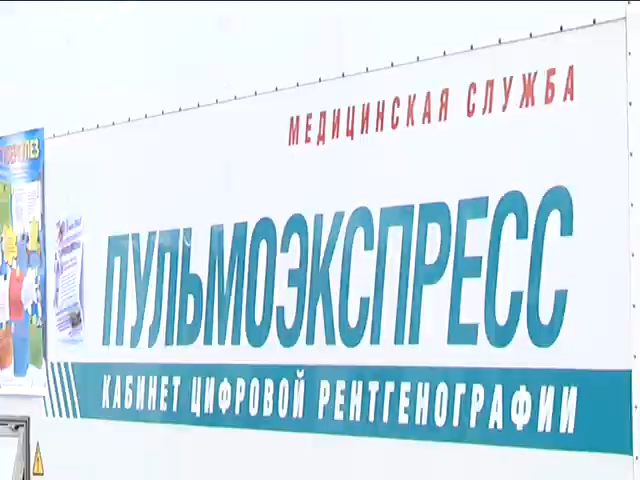 МЕДИЦИНСКАЯ СЛУЖБА
ПУЛЬМОЭКСПРЕСС
КАБИНЕТ ЦИФРОВОЙ РЕНТГЕНОГРАФИИ